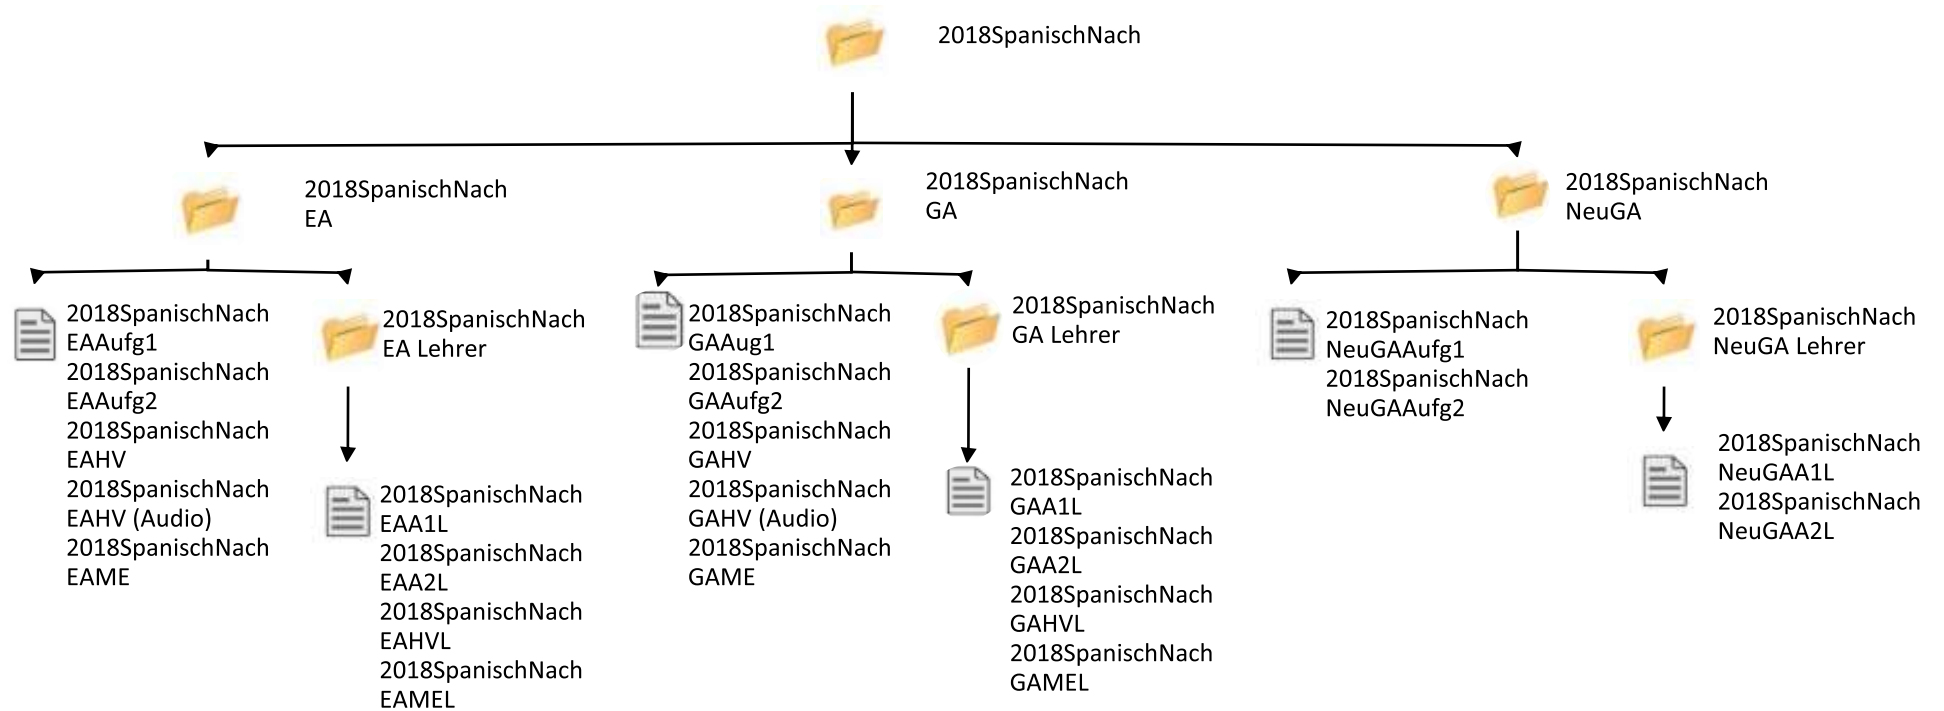 2018SpanischNach
2018SpanischNach
EA
2018SpanischNach
GA
2018SpanischNach
NeuGA
2018SpanischNach
EAAufg1
2018SpanischNach
EAAufg2
2018SpanischNach
EAHV
2018SpanischNach
EAHV (Audio)
2018SpanischNach
EAME
2018SpanischNach
EA Lehrer
2018SpanischNach
EAA1L
2018SpanischNach
EAA2L
2018SpanischNach
EAHVL
2018SpanischNach
EAMEL
2018SpanischNach
GAAug1
2018SpanischNach
GAAufg2
2018SpanischNach
GAHV
2018SpanischNach
GAHV (Audio)
2018SpanischNach
GAME
2018SpanischNach
GA Lehrer
2018SpanischNach
GAA1L
2018SpanischNach
GAA2L
2018SpanischNach
GAHVL
2018SpanischNach
GAMEL
2018SpanischNach
NeuGAAufg1
2018SpanischNach
NeuGAAufg2
2018SpanischNach
NeuGA Lehrer
2018SpanischNach
NeuGAA1L
2018SpanischNach
NeuGAA2L